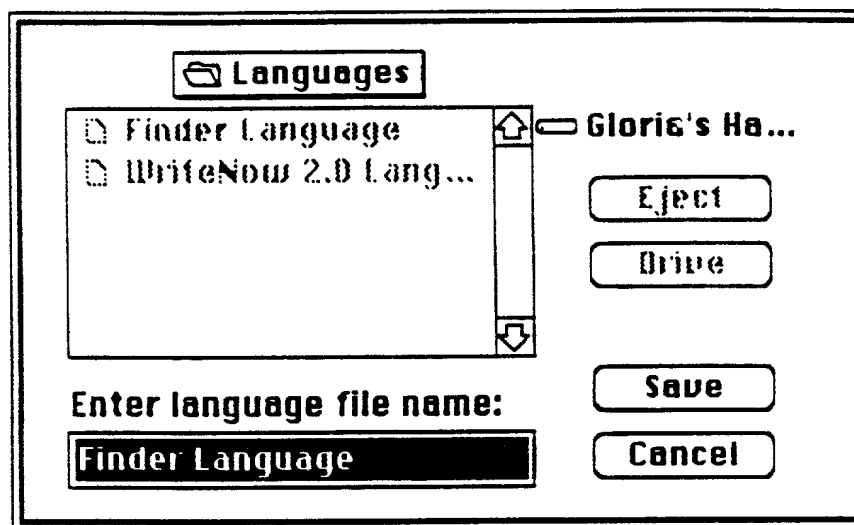 Languages
Finder Language
WriteNow 2.0 Lang...
Gloria's Ha...
Eject
Drive
Save
Cancel
Enter language file name:
Finder Language